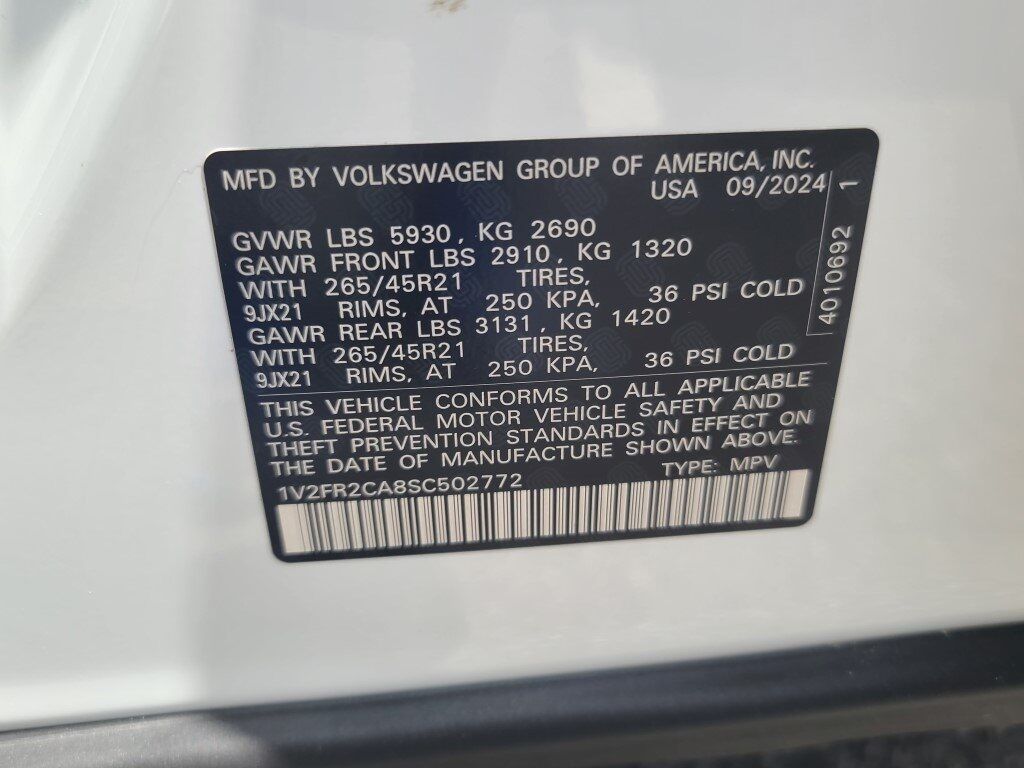 MFD BY VOLKSWAGEN GROUP OF AMERICA, INC.
USA 09/2024
GVWR LBS 5930, KG 2690
GAWR FRONT LBS 2910, KG 1320
WITH 265/45R21 TIRES,
9JX21 RIMS, AT 250 KPA, 36 PSI COLD
GAWR REAR LBS 3131, KG 1420
WITH 265/45R21 TIRES,
9JX21 RIMS, AT 250 KPA, 36 PSI COLD
THIS VEHICLE CONFORMS TO ALL APPLICABLE
U.S. FEDERAL MOTOR VEHICLE SAFETY AND
THEFT PREVENTION STANDARDS IN EFFECT ON
THE DATE OF MANUFACTURE SHOWN ABOVE.
1V2FR2CA8SC502772 TYPE: MPV
4010692 1